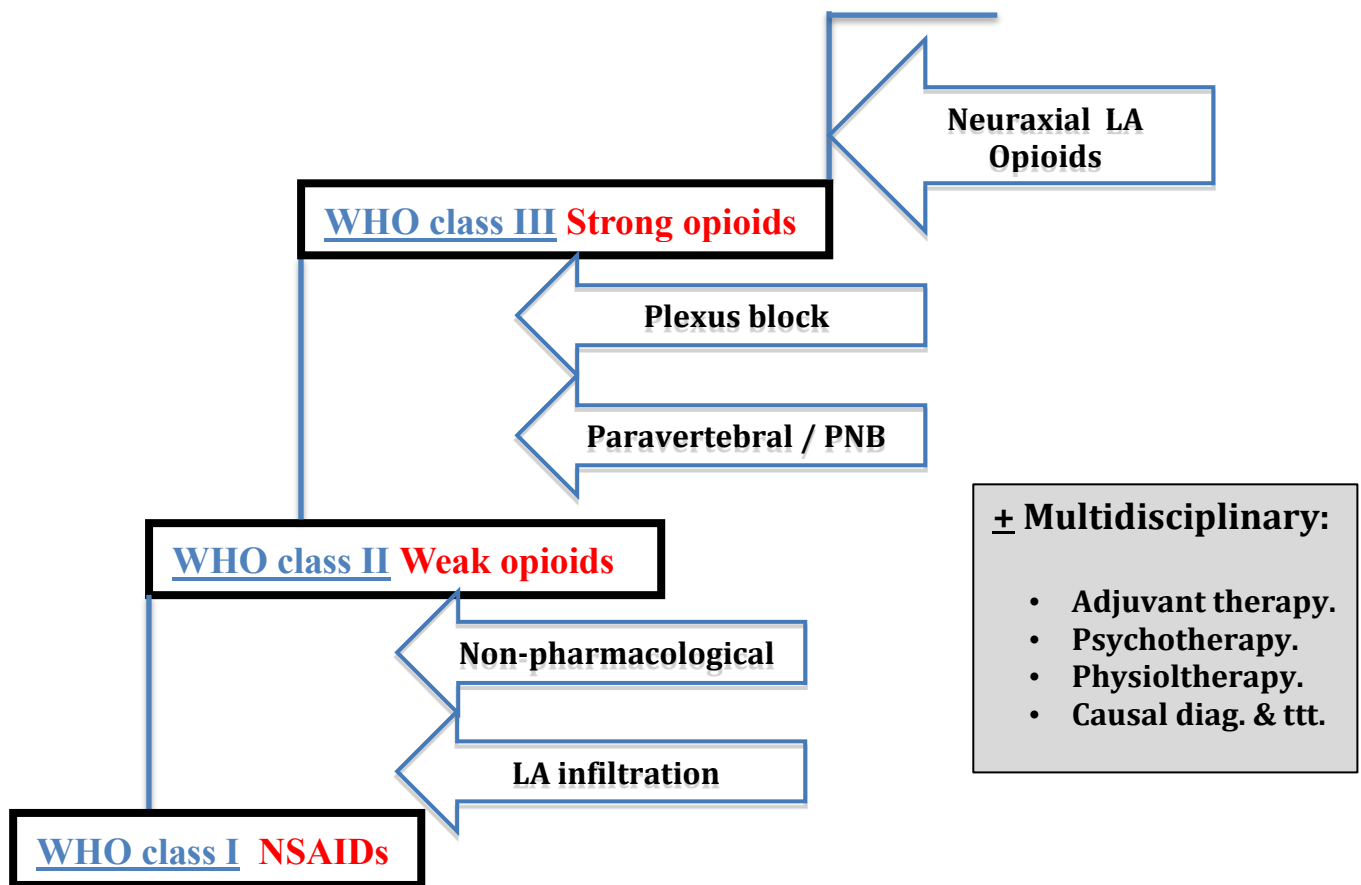 Neuraxial LA
Opioids
WHO class III Strong opioids
Plexus block
Paravertebral / PNB
WHO class II Weak opioids
Non-pharmacological
LA infiltration
WHO class I NSAIDs
+ Multidisciplinary:
• Adjuvant therapy.
• Psychotherapy.
• Physioltherapy.
• Causal diag. & ttt.